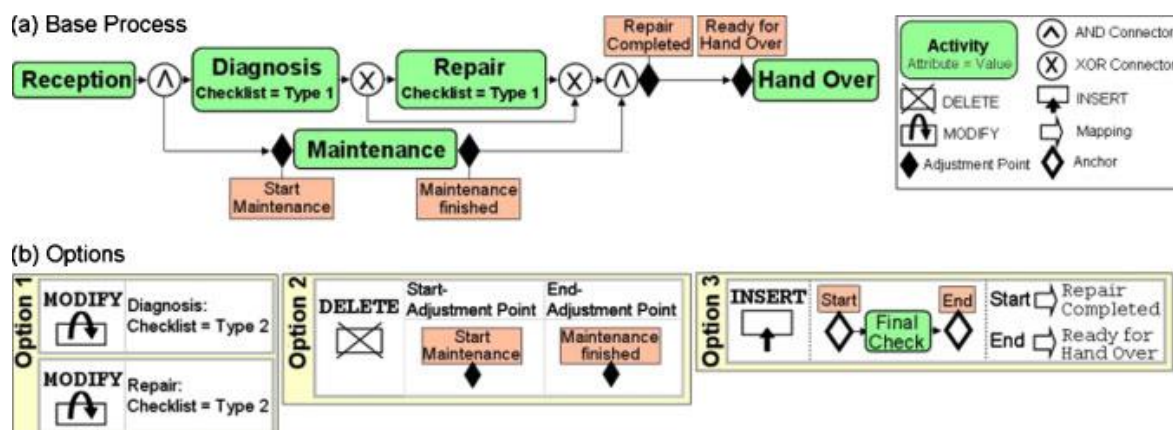 (a) Base Process
Reception
Diagnosis
Checklist = Type 1
Repair
Checklist = Type 1
Maintenance
Start
Maintenance
Maintenance
finished
Repair
Completed
Ready for
Hand Over
Hand Over
Activity
Attribute = Value
AND Connector
XOR Connector
DELETE
INSERT
MODIFY
Mapping
Adjustment Point
Anchor
(b) Options
Option 1
MODIFY
Diagnosis:
Checklist = Type 2
MODIFY
Repair:
Checklist = Type 2
Option 2
DELETE
Start-
Adjustment Point
Start
Maintenance
End-
Adjustment Point
Maintenance
finished
Option 3
INSERT
Start
Final
Check
End
Start
Repair
Completed
End
Ready for
Hand Over